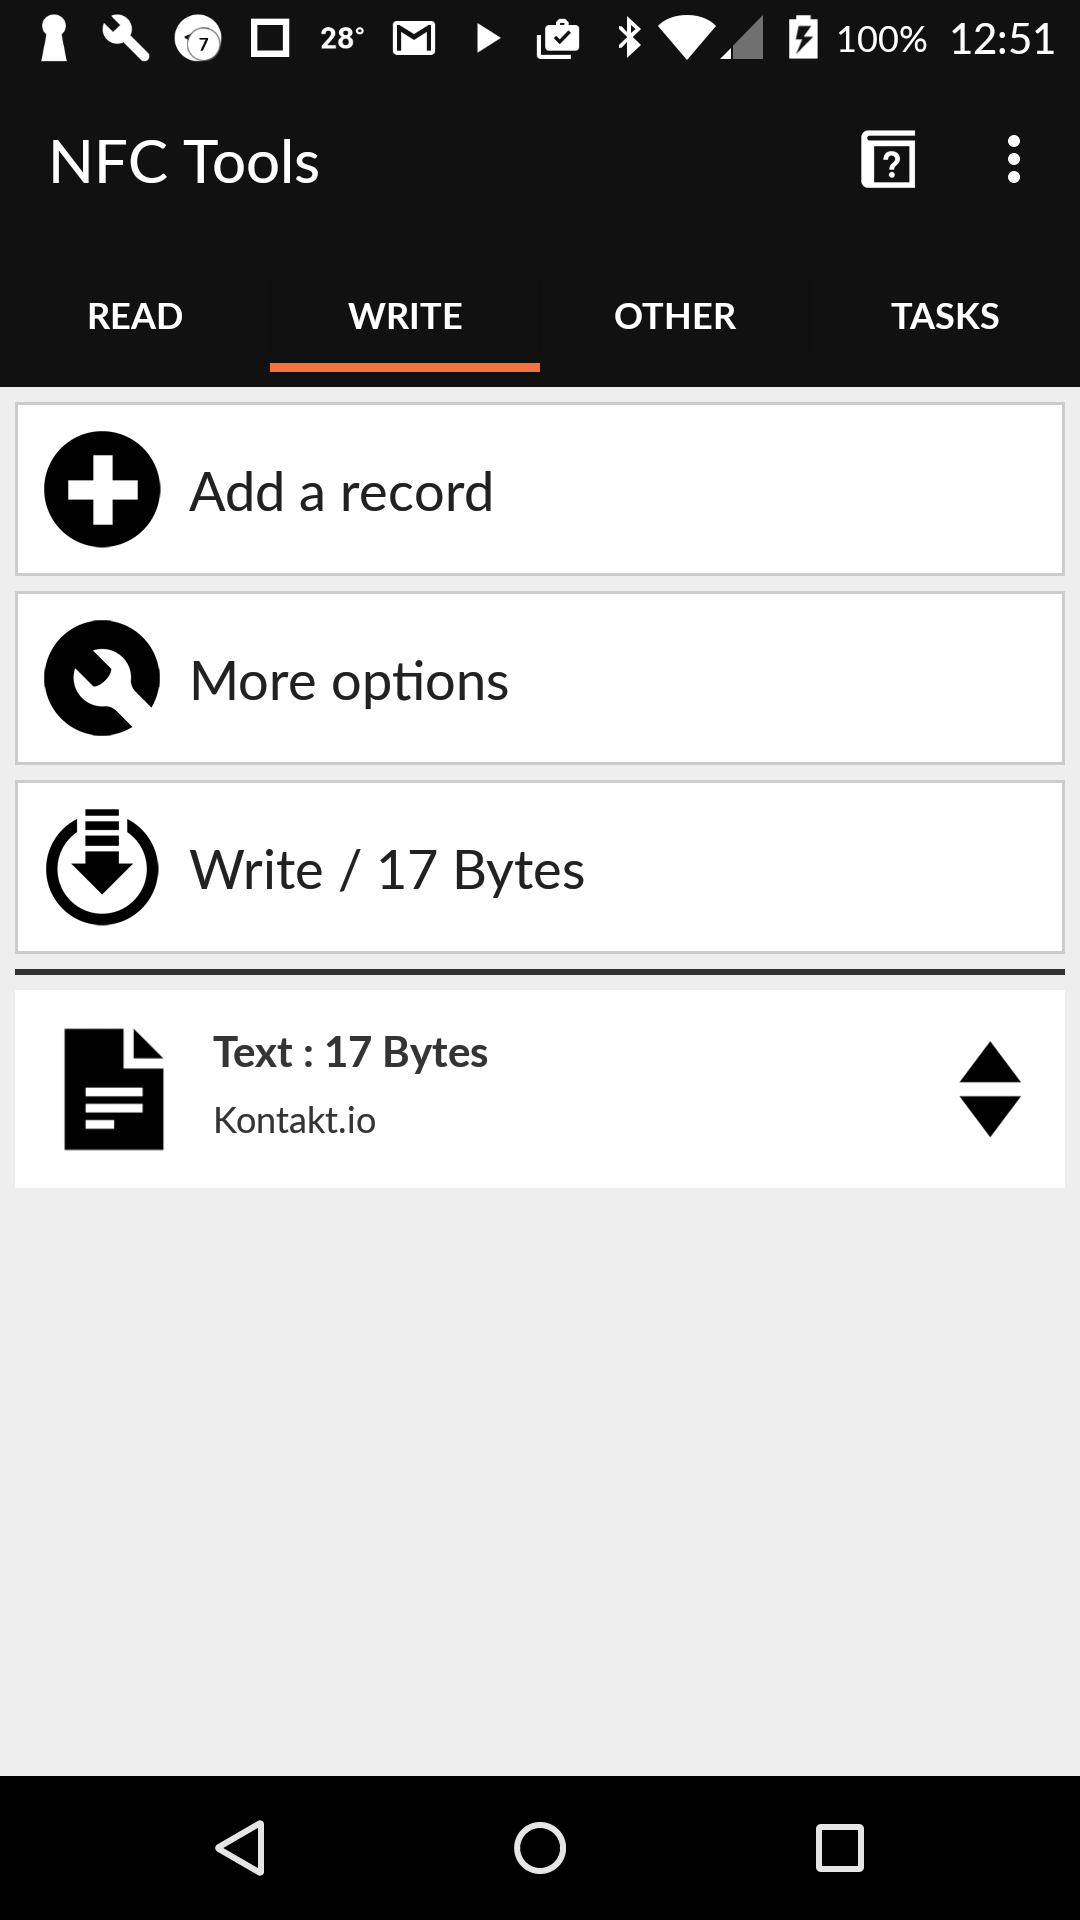 7 28° 100% 12:51
NFC Tools ?
READ WRITE OTHER TASKS
Add a record
More options
Write / 17 Bytes
Text : 17 Bytes
Kontakt.io